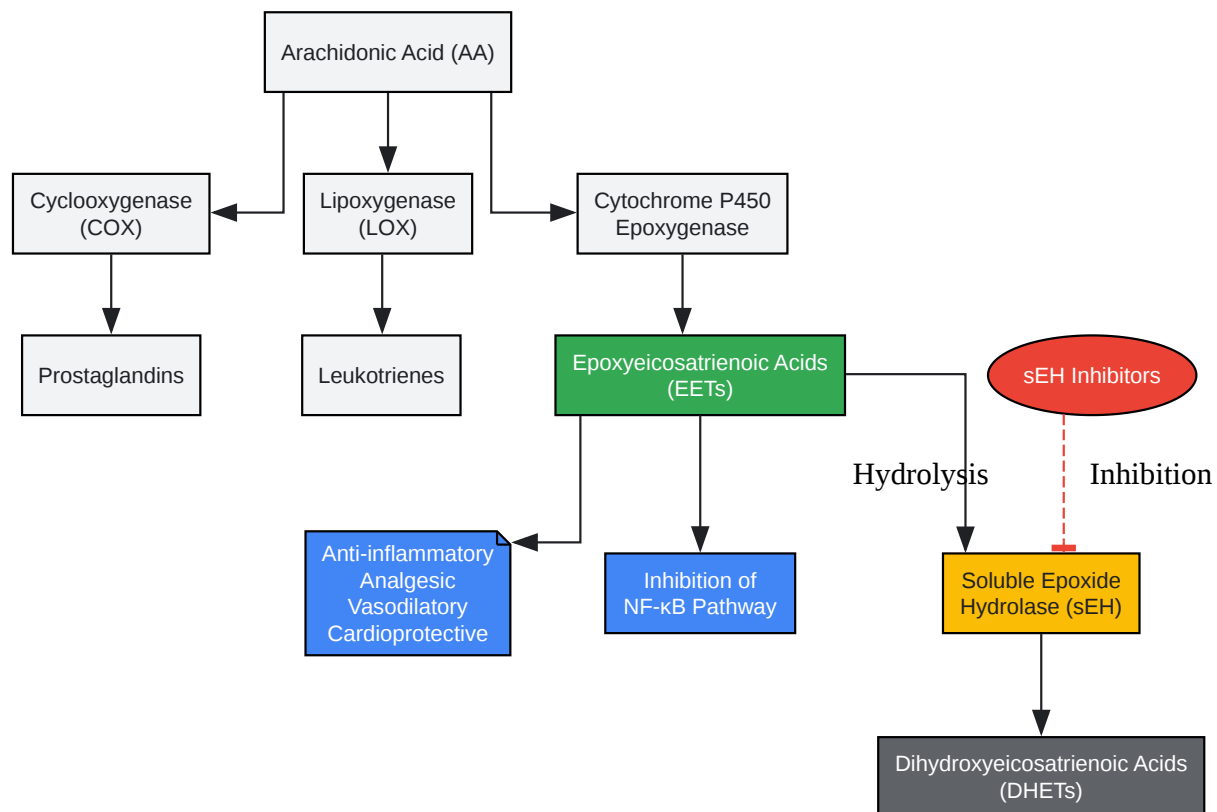 Arachidonic Acid (AA)
Cyclooxygenase
(COX)
Lipoxygenase
(LOX)
Cytochrome P450
Epoxygenase
Prostaglandins
Leukotrienes
Epoxyeicosatrienoic Acids
(EETs)
sEH Inhibitors
Hydrolysis
Inhibition
Anti-inflammatory
Analgesic
Vasodilatory
Cardioprotective
Inhibition of
NF-κB Pathway
Soluble Epoxide
Hydrolase (sEH)
Dihydroxyeicosatrienoic Acids
(DHETs)